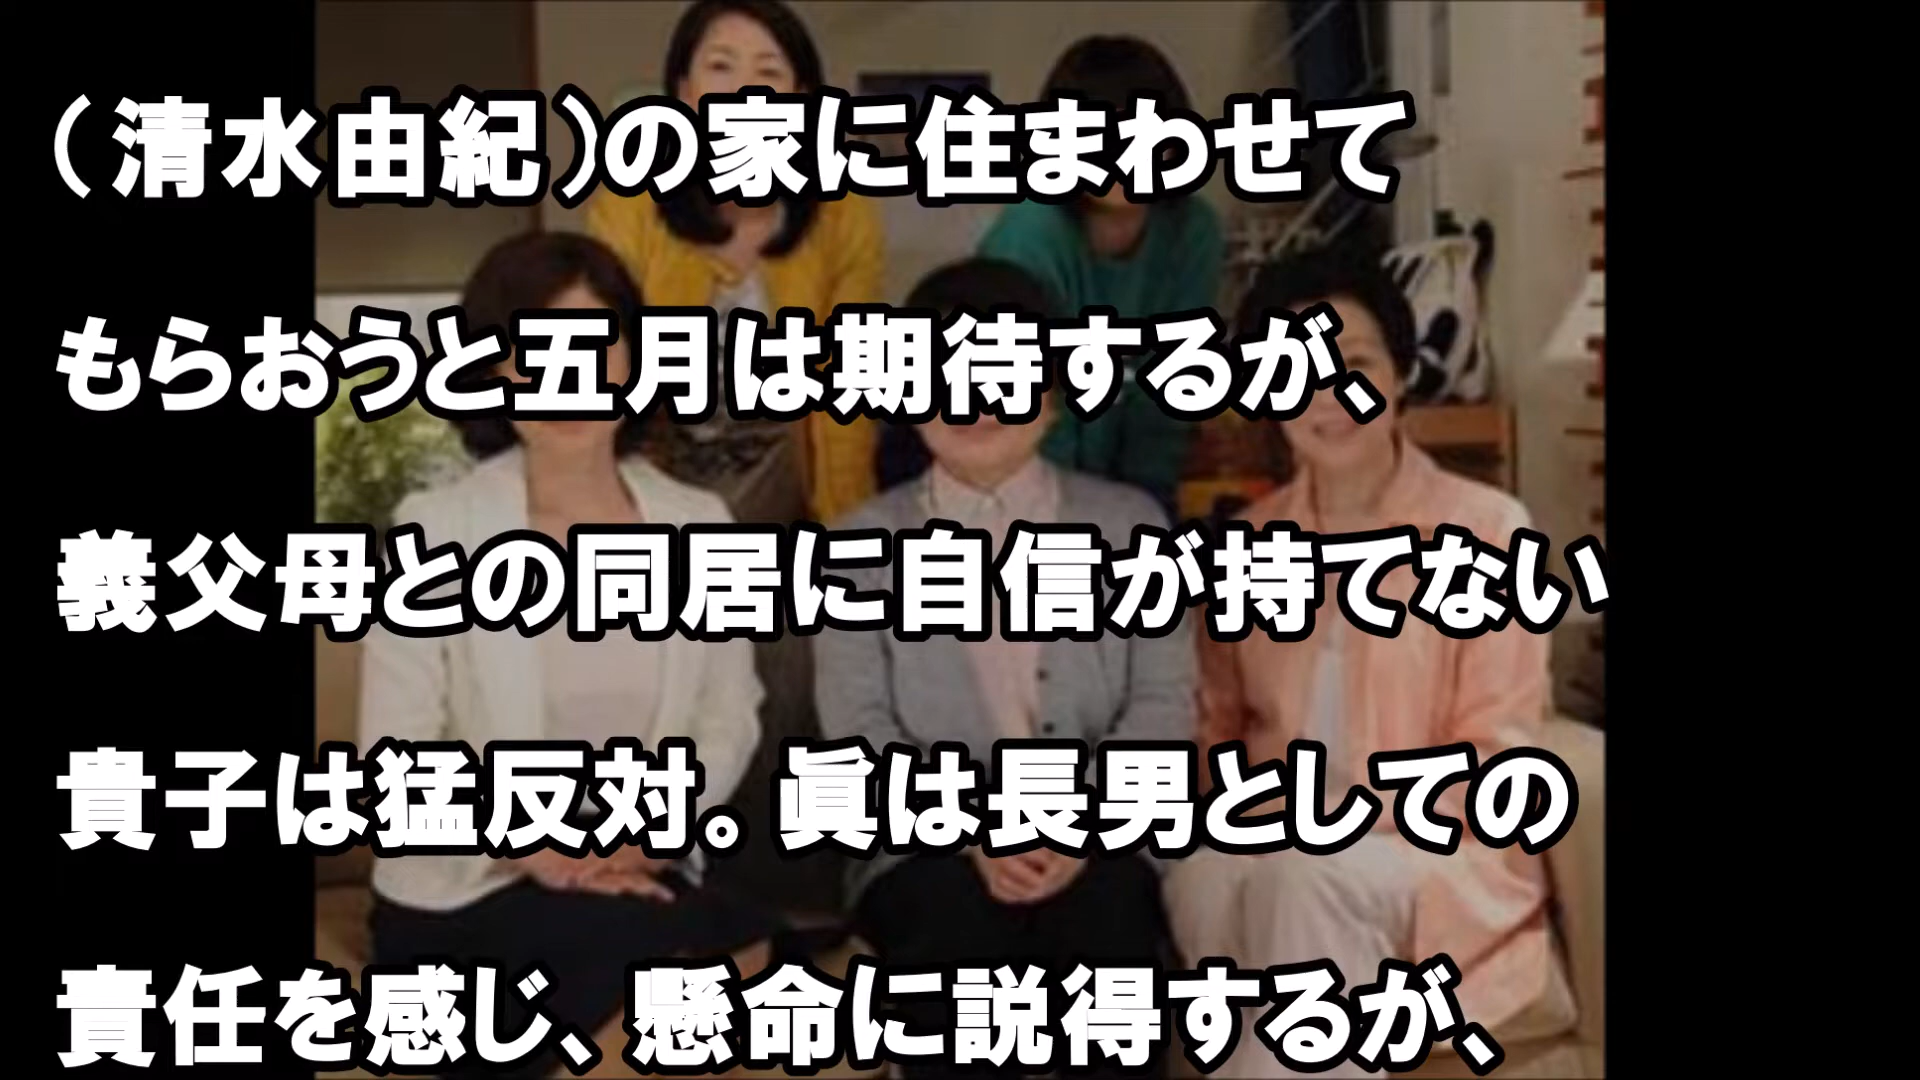 （清水由紀）の家に住まわせて
もらおうと五月は期待するが、
義父母との同居に自信が持てない
貴子は猛反対。眞は長男としての
責任を感じ、懸命に説得するが、